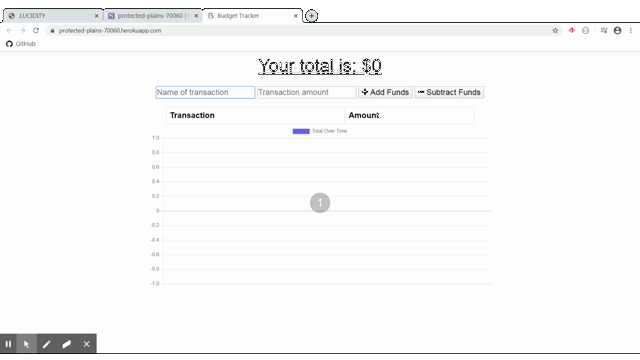 .LUCIDITY protected-plains-70060 | Budget Tracker
protected-plains-70060.herokuapp.com
GitHub
Your total is: $0
Name of transaction Transaction amount Add Funds Subtract Funds
Transaction Amount
Total Over Time
1.0
0.8
0.6
0.4
0.2
0
-0.2
-0.4
-0.6
-0.8
-1.0
1